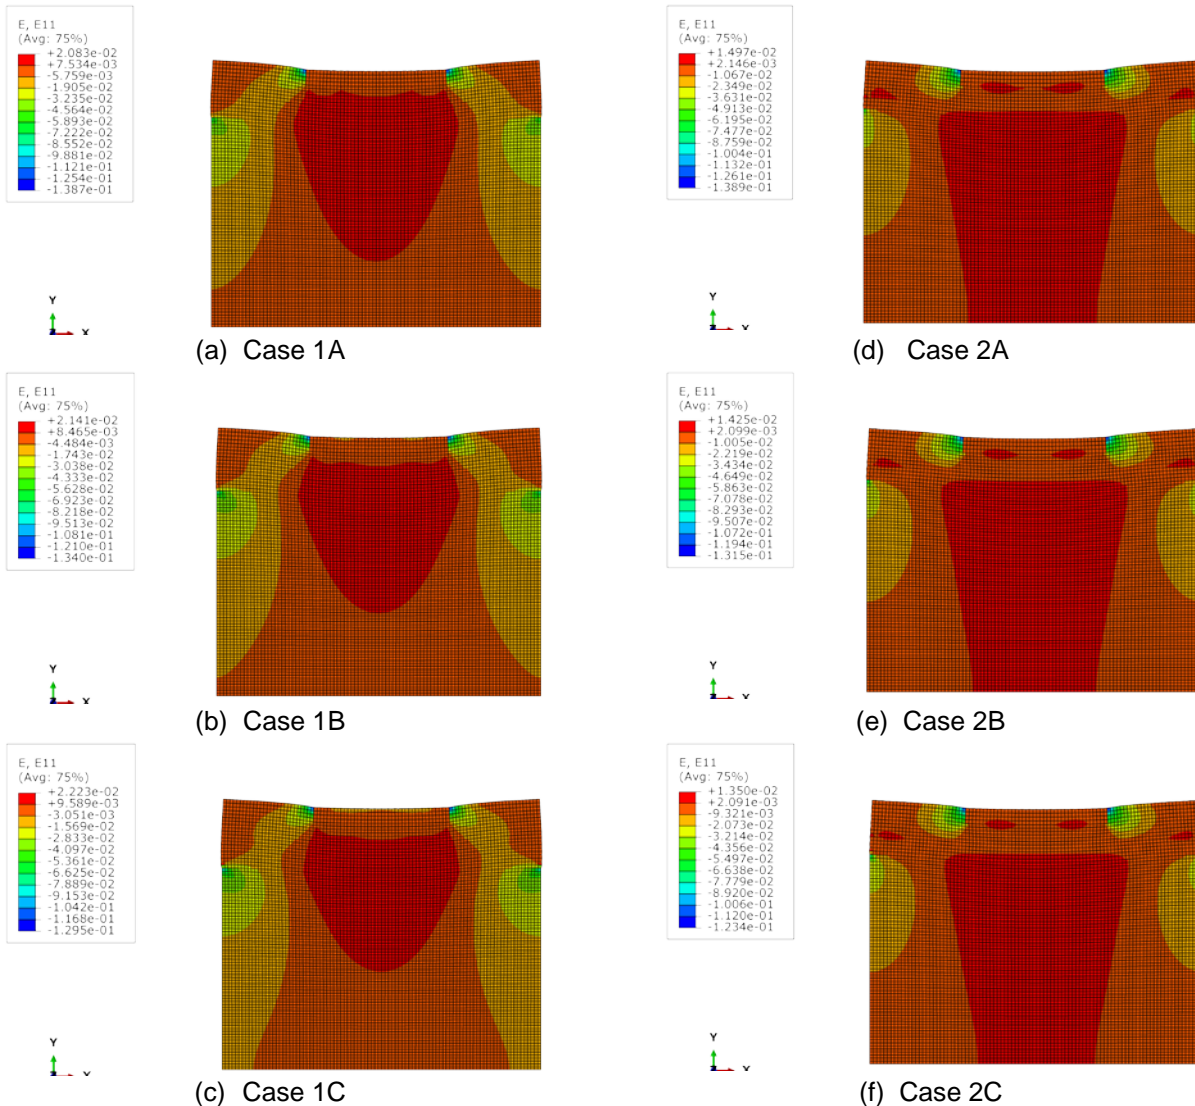 E, E11
(Avg: 75%)
+2.083e-02
+7.534e-03
-5.759e-03
-1.905e-02
-3.235e-02
-4.564e-02
-5.893e-02
-7.222e-02
-8.552e-02
-9.881e-02
-1.121e-01
-1.254e-01
-1.387e-01
Y
Z
X
(a) Case 1A
E, E11
(Avg: 75%)
+1.497e-02
+2.146e-03
-1.067e-02
-2.349e-02
-3.631e-02
-4.913e-02
-6.195e-02
-7.477e-02
-8.759e-02
-1.004e-01
-1.132e-01
-1.261e-01
-1.389e-01
Y
Z
X
(d) Case 2A
E, E11
(Avg: 75%)
+2.141e-02
+8.465e-03
-4.484e-03
-1.743e-02
-3.038e-02
-4.333e-02
-5.628e-02
-6.923e-02
-8.218e-02
-9.513e-02
-1.081e-01
-1.210e-01
-1.340e-01
Y
Z
X
(b) Case 1B
E, E11
(Avg: 75%)
+1.425e-02
+2.099e-03
-1.005e-02
-2.219e-02
-3.434e-02
-4.649e-02
-5.863e-02
-7.078e-02
-8.293e-02
-9.507e-02
-1.072e-01
-1.194e-01
-1.315e-01
Y
Z
X
(e) Case 2B
E, E11
(Avg: 75%)
+2.223e-02
+9.589e-03
-3.051e-03
-1.569e-02
-2.833e-02
-4.097e-02
-5.361e-02
-6.625e-02
-7.889e-02
-9.153e-02
-1.042e-01
-1.168e-01
-1.295e-01
Y
Z
X
(c) Case 1C
E, E11
(Avg: 75%)
+1.350e-02
+2.091e-03
-9.321e-03
-2.073e-02
-3.214e-02
-4.356e-02
-5.497e-02
-6.638e-02
-7.779e-02
-8.920e-02
-1.006e-01
-1.120e-01
-1.234e-01
Y
Z
X
(f) Case 2C